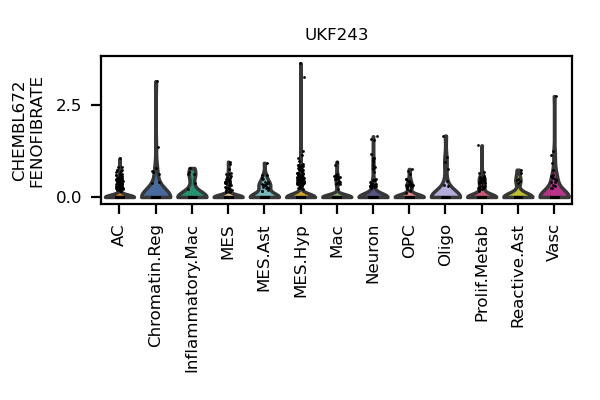 UKF243
CHEMBL672
FENOFIBRATE
2.5
0.0
AC
Chromatin.Reg
Inflammatory.Mac
MES
MES.Ast
MES.Hyp
Mac
Neuron
OPC
Oligo
Prolif.Metab
Reactive.Ast
Vasc